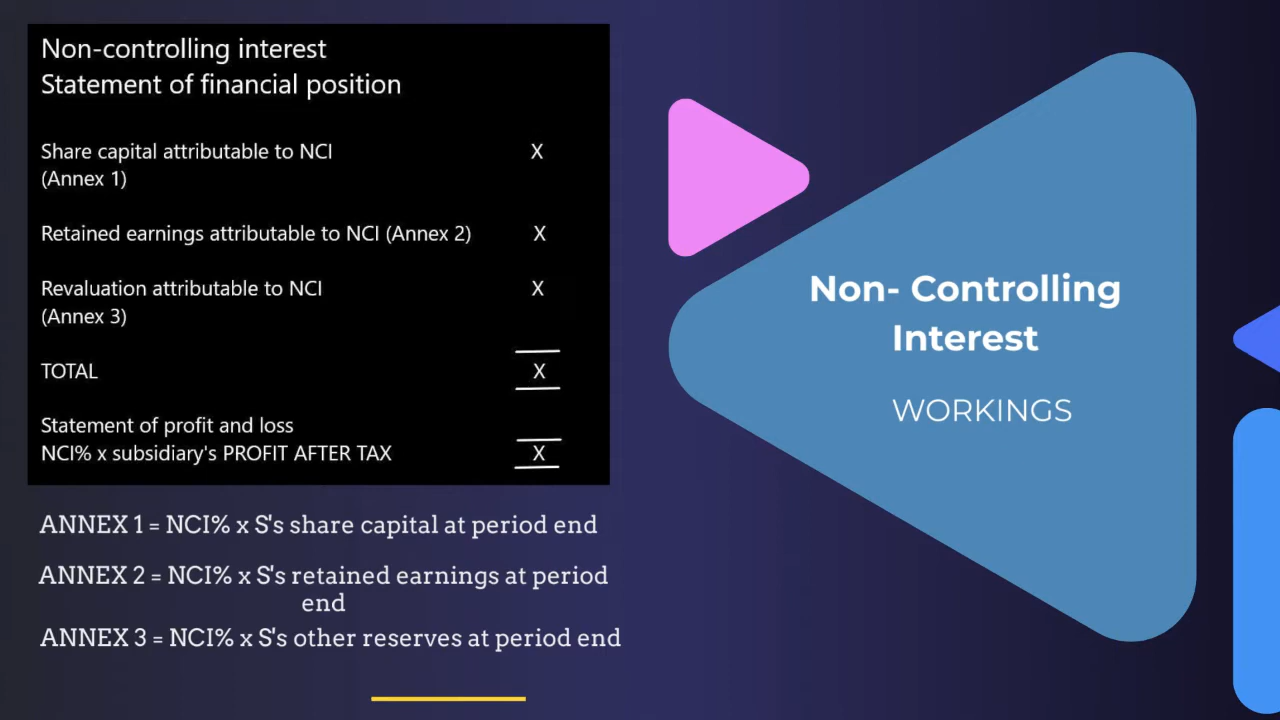 Non-controlling interest
Statement of financial position
Share capital attributable to NCI X
(Annex 1)
Retained earnings attributable to NCI (Annex 2) X
Revaluation attributable to NCI X
(Annex 3)
TOTAL X
Statement of profit and loss
NCI% x subsidiary's PROFIT AFTER TAX X
ANNEX 1 = NCI% x S's share capital at period end
ANNEX 2 = NCI% x S's retained earnings at period
end
ANNEX 3 = NCI% x S's other reserves at period end
Non- Controlling
Interest
WORKINGS